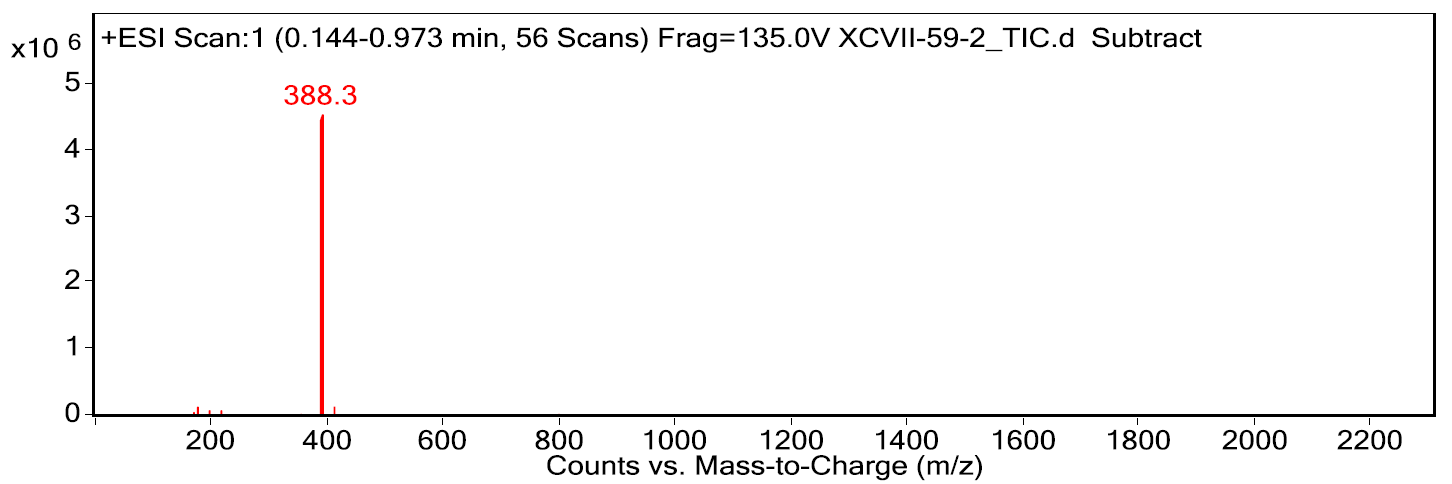 x10 6
+ESI Scan:1 (0.144-0.973 min, 56 Scans) Frag=135.0V XCVII-59-2_TIC.d  Subtract
5
388.3
4
3
2
1
0
200 400 600 800 1000 1200 1400 1600 1800 2000 2200
Counts vs. Mass-to-Charge (m/z)